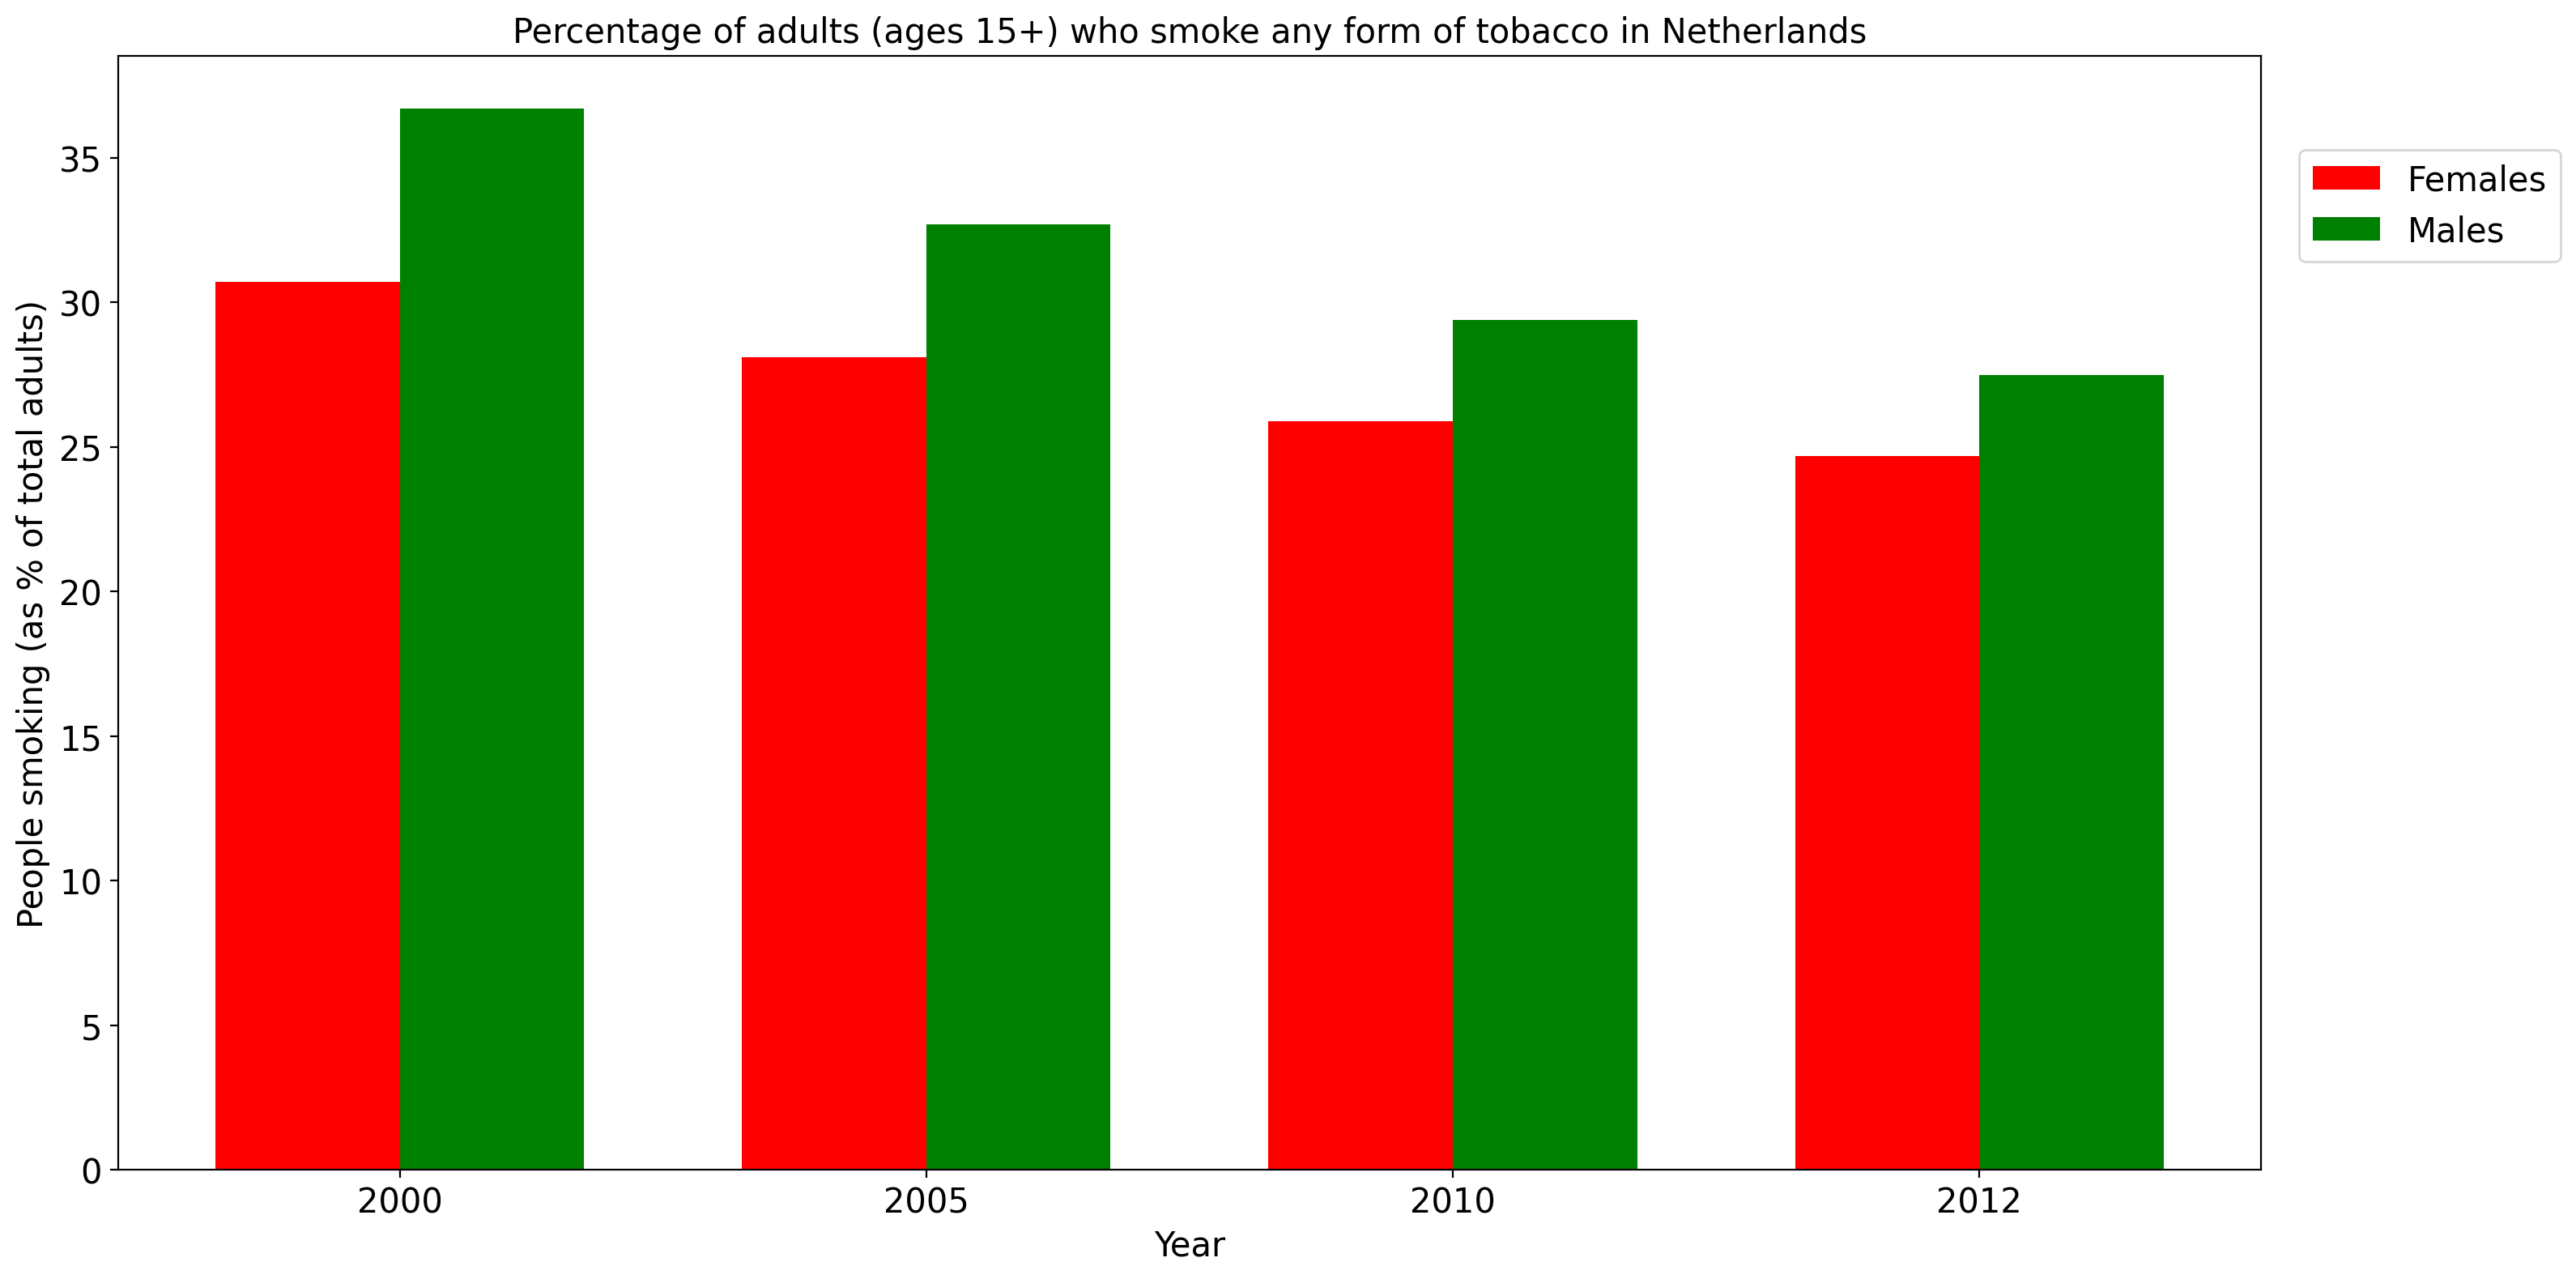 Percentage of adults (ages 15+) who smoke any form of tobacco in Netherlands
People smoking (as % of total adults)
35
30
25
20
15
10
5
0
2000 2005 2010 2012
Year
Females
Males